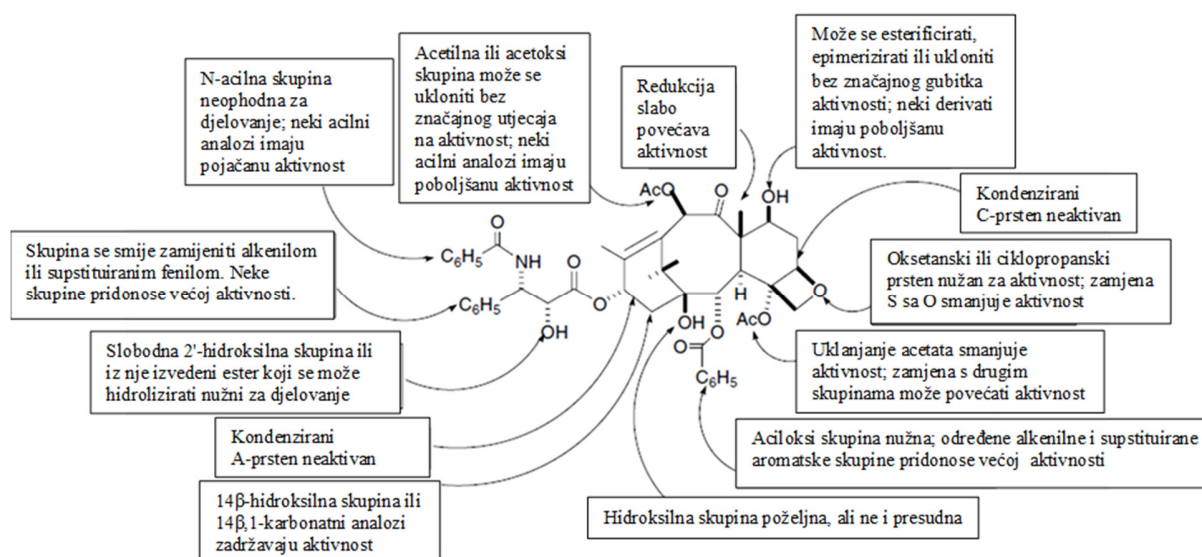 N-acilna skupina
neophodna za
djelovanje; neki acilni
analozi imaju
pojačanu aktivnost
Acetilna ili acetoksi
skupina može se
ukloniti bez
značajnog utjecaja
na aktivnost; neki
acilni analozi imaju
poboljšanu aktivnost
Redukcija
slabo
povećava
aktivnost
Može se esterificirati,
epimerizirati ili ukloniti
bez značajnog gubitka
aktivnosti; neki derivati
imaju poboljšanu
aktivnost.
Kondenzirani
C-prsten neaktivan
Skupina se smije zamijeniti alkenilom
ili supstituiranim fenilom. Neke
skupine pridonose većoj aktivnosti.
Oksetanski ili ciklopropanski
prsten nužan za aktivnost; zamjena
S sa O smanjuje aktivnost
AcO
O
OH
O
C6H5
NH
O
C6H5
O
OH
O
H
OH
O
AcO
O
O
C6H5
Slobodna 2'-hidroksilna skupina ili
iz nje izvedeni ester koji se može
hidrolizirati nužni za djelovanje
Uklanjanje acetata smanjuje
aktivnost; zamjena s drugim
skupinama može povećati aktivnost
Kondenzirani
A-prsten neaktivan
Aciloksi skupina nužna; određene alkenilne i supstituirane
aromatske skupine pridonose većoj aktivnosti
14β-hidroksilna skupina ili
14β,1-karbonatni analozi
zadržavaju aktivnost
Hidroksilna skupina poželjna, ali ne i presudna